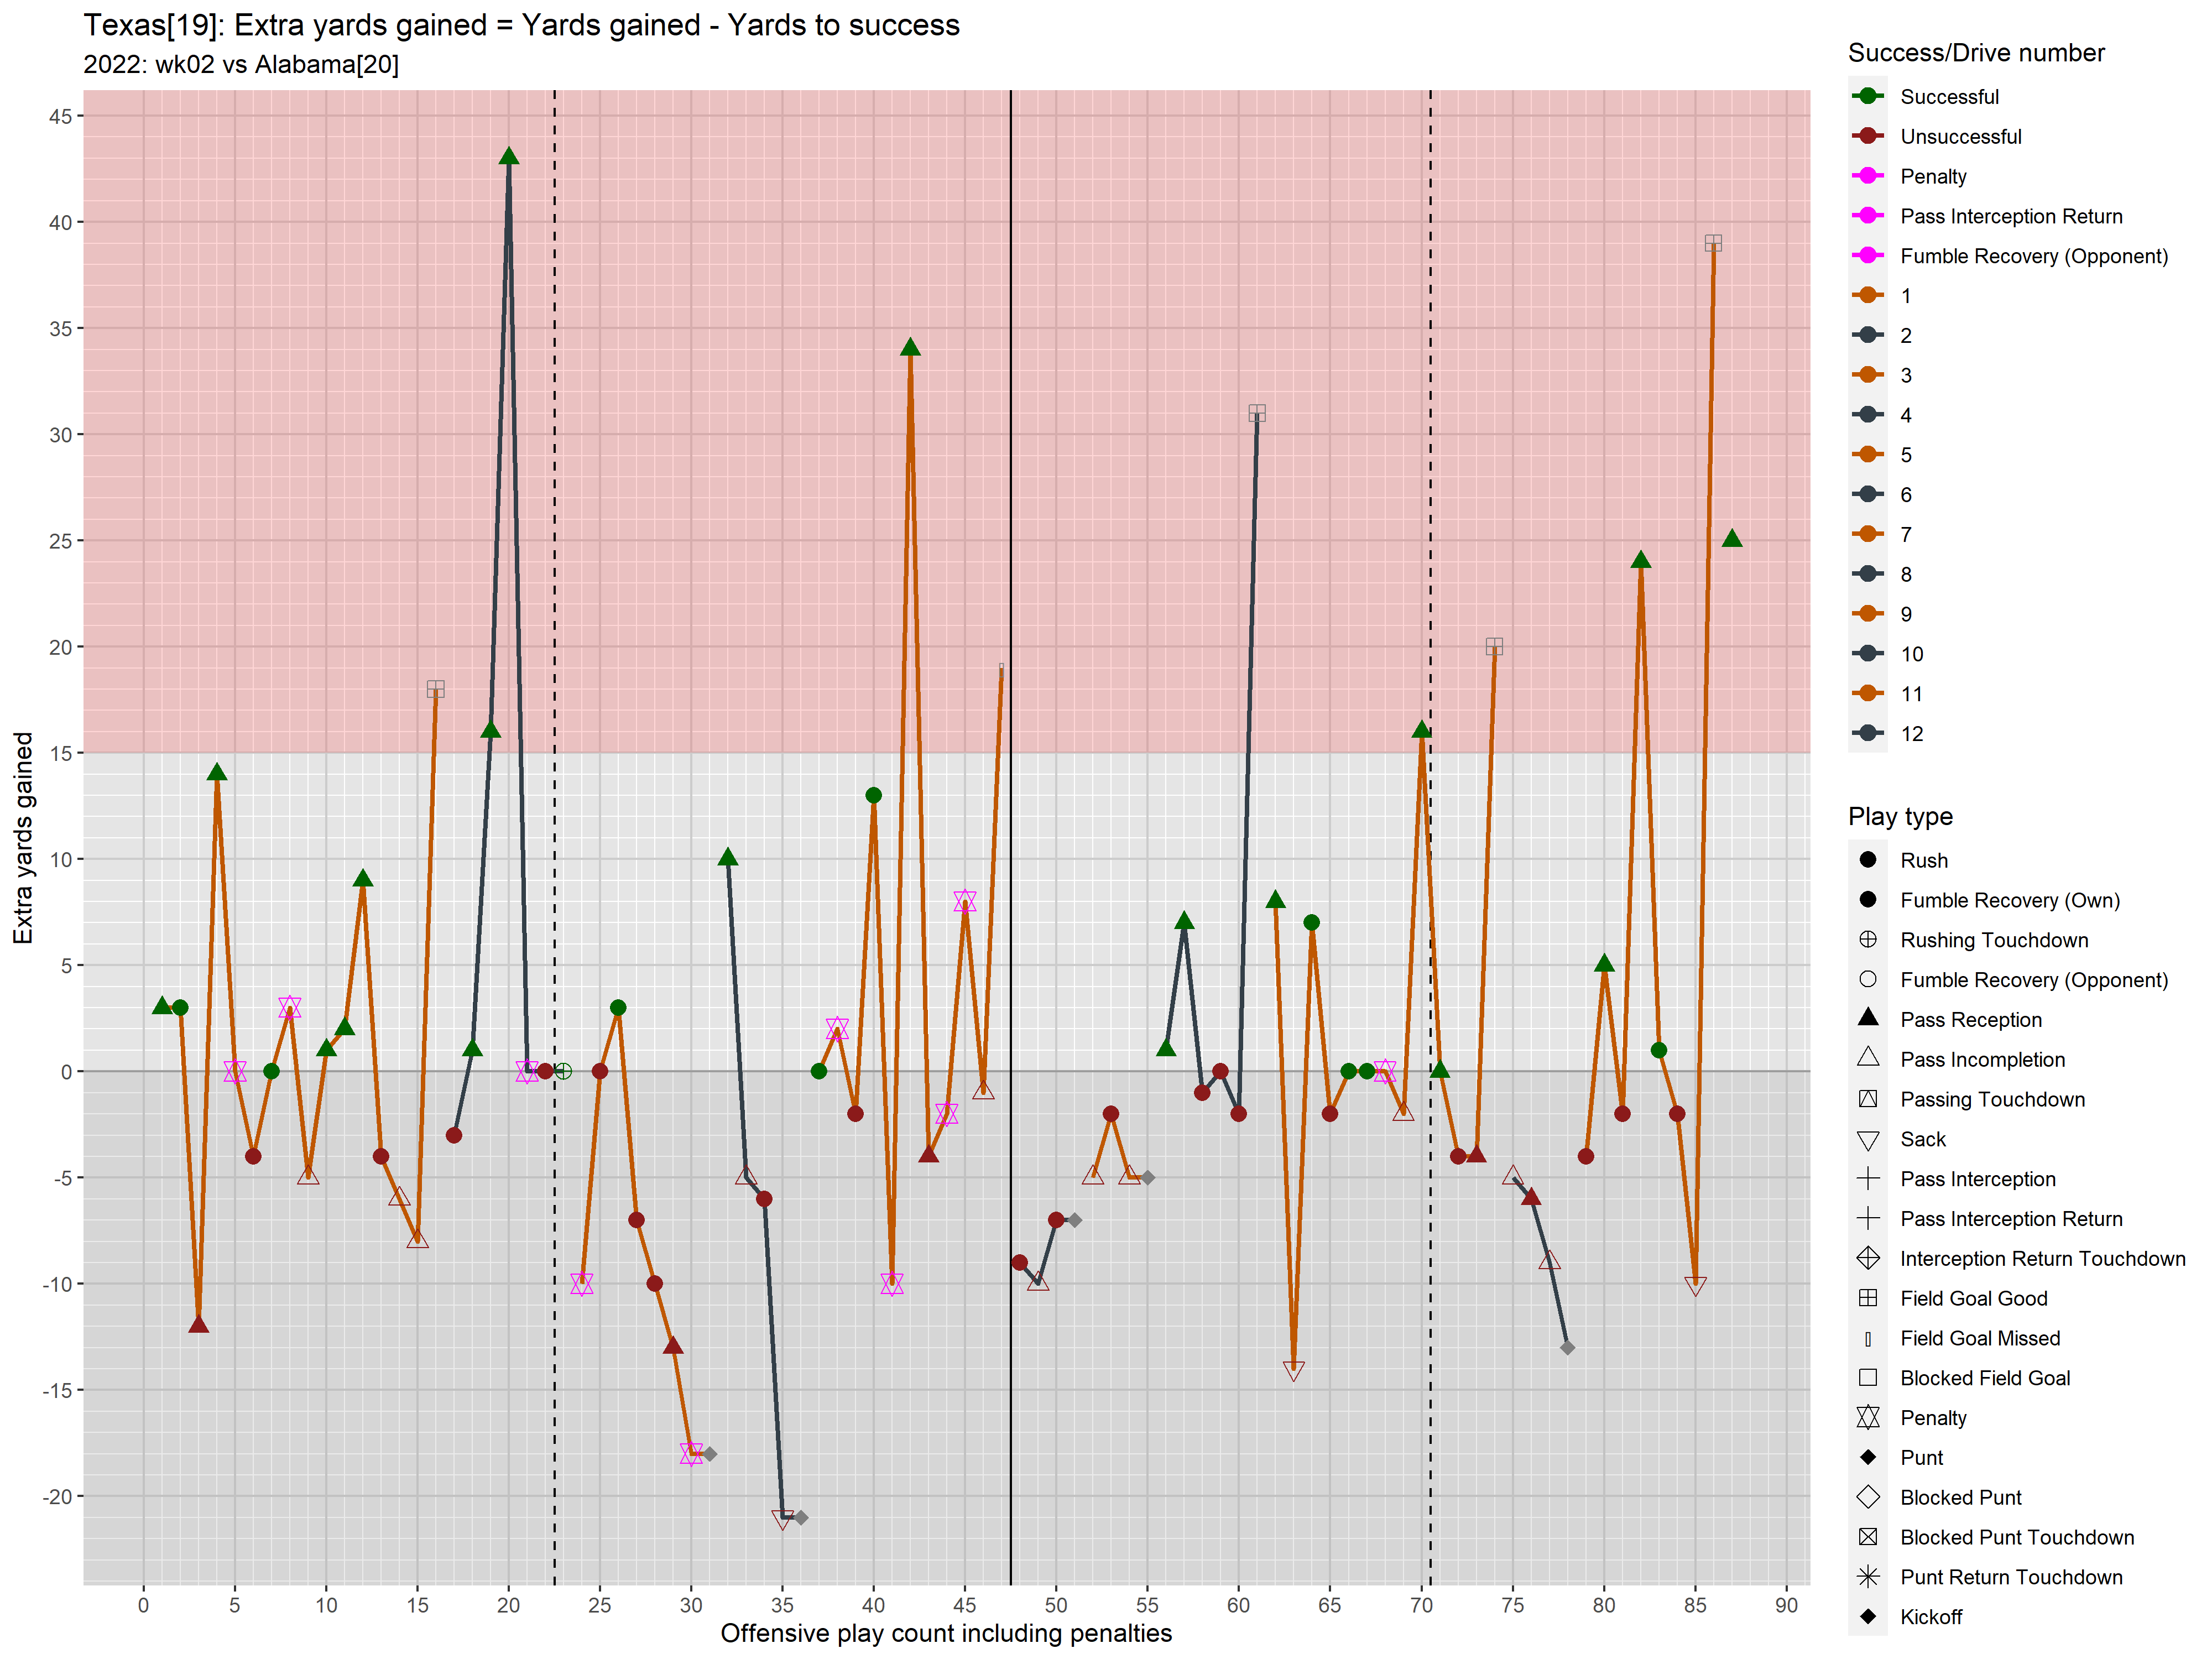 Texas[19]: Extra yards gained = Yards gained - Yards to success
2022: wk02 vs Alabama[20]
Extra yards gained
45
40
35
30
25
20
15
10
5
0
-5
-10
-15
-20
0 5 10 15 20 25 30 35 40 45 50 55 60 65 70 75 80 85 90
Offensive play count including penalties
Success/Drive number
Successful
Unsuccessful
Penalty
Pass Interception Return
Fumble Recovery (Opponent)
1
2
3
4
5
6
7
8
9
10
11
12
Play type
Rush
Fumble Recovery (Own)
Rushing Touchdown
Fumble Recovery (Opponent)
Pass Reception
Pass Incompletion
Passing Touchdown
Sack
Pass Interception
Pass Interception Return
Interception Return Touchdown
Field Goal Good
Field Goal Missed
Blocked Field Goal
Penalty
Punt
Blocked Punt
Blocked Punt Touchdown
Punt Return Touchdown
Kickoff